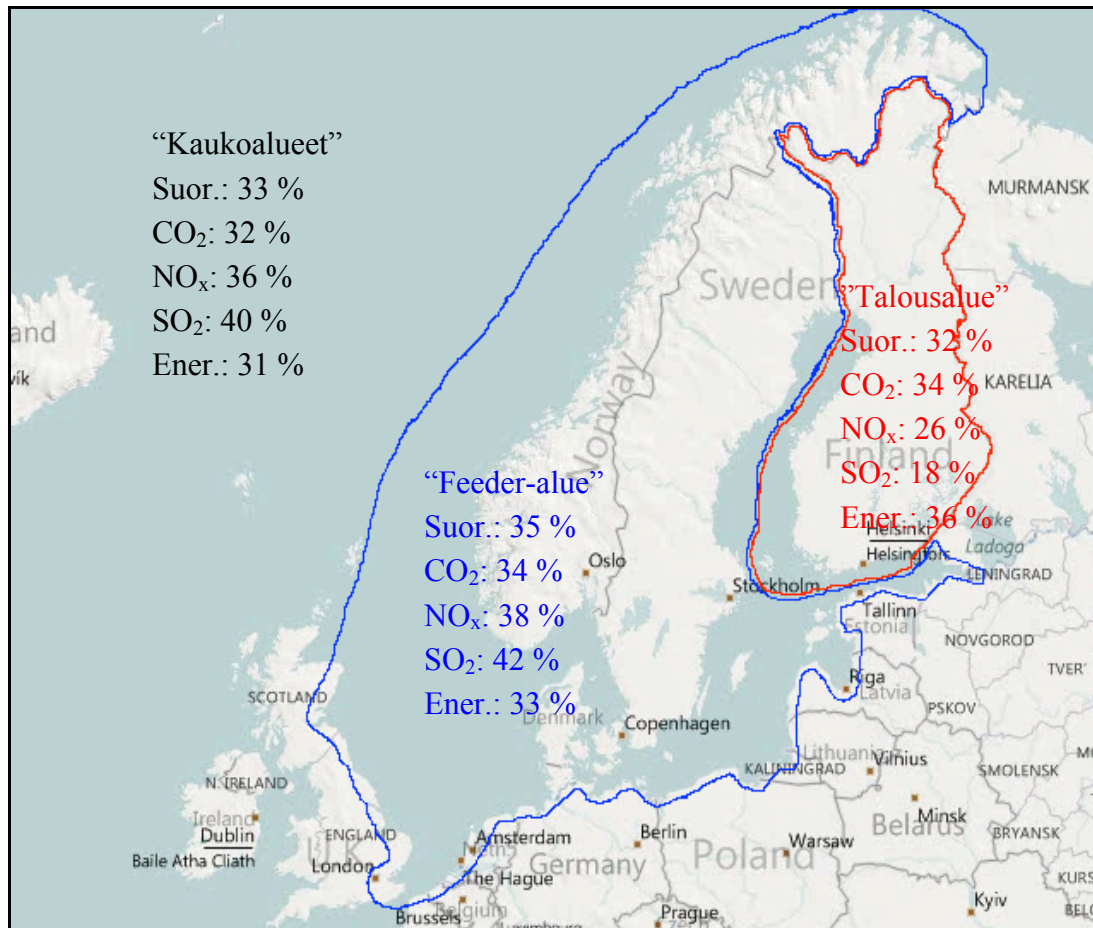 “Kaukoalueet”
Suor.: 33 %
CO₂: 32 %
NOₓ: 36 %
SO₂: 40 %
Ener.: 31 %
MURMANSK
Sweden
"Talousalue”
Suor.: 32 %
CO₂: 34 %
NOₓ: 26 %
SO₂: 18 %
Ener.: 36 %
KARELIA
Norway
Finland
“Feeder-alue”
Suor.: 35 %
CO₂: 34 %
NOₓ: 38 %
SO₂: 42 %
Ener.: 33 %
Lake
Ladoga
Helsinki
Helsingfors
Oslo
LENINGRAD
Stockholm
Tallinn
Estonia
NOVGOROD
TVER'
SCOTLAND
Riga
Latvia
PSKOV
Denmark
Copenhagen
Lithuania
Vilnius
KALININGRAD
SMOLENSK
N. IRELAND
Ireland
Dublin
Baile Atha Cliath
ENGLAND
UK
London
Amsterdam
The Hague
Berlin
Germany
Poland
Warsaw
Minsk
Belarus
BRYANSK
Brussels
Belgium
Prague
Kyiv